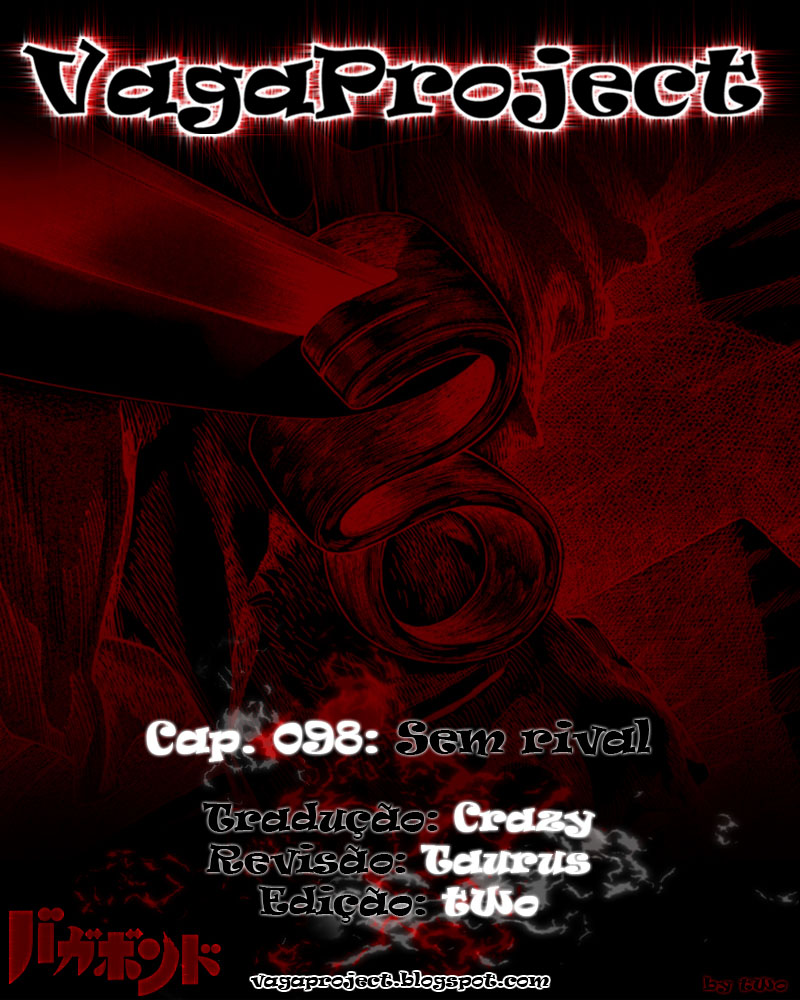 VagaProject
Cap. 098: Sem rival
Tradução: Crazy
Revisão: Taurus
Edição: tWo
バガボンド
vagaproject.blogspot.com
by tWo